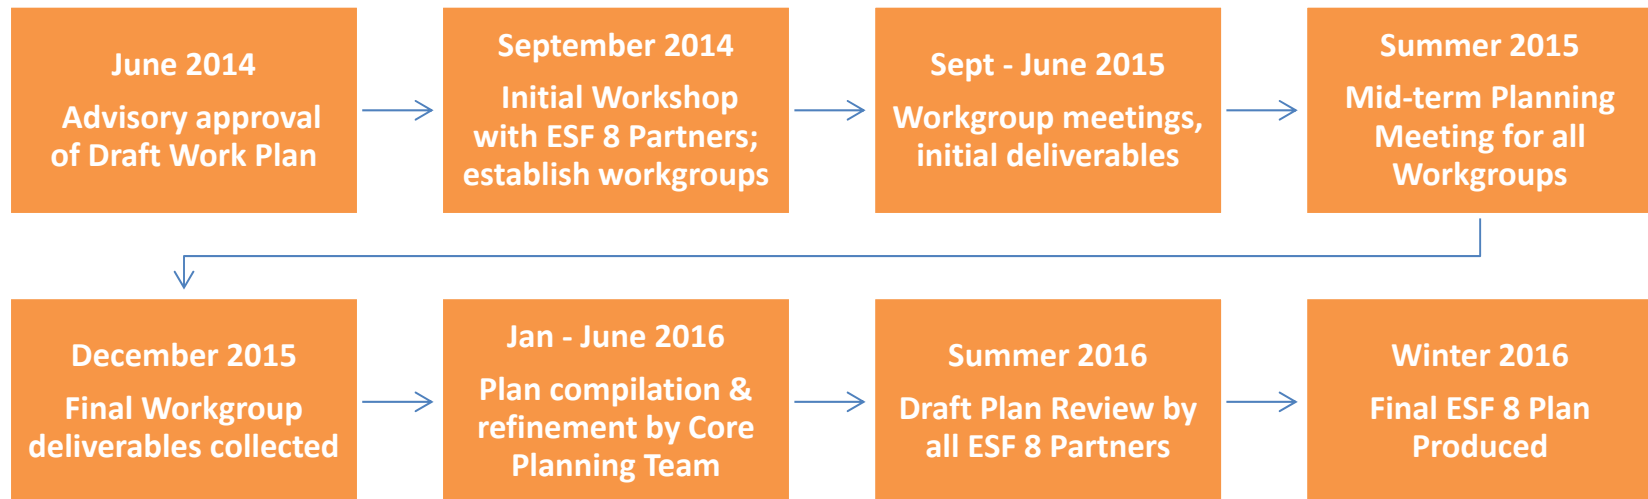 June 2014
Advisory approval
of Draft Work Plan
September 2014
Initial Workshop
with ESF 8 Partners;
establish workgroups
Sept - June 2015
Workgroup meetings,
initial deliverables
Summer 2015
Mid-term Planning
Meeting for all
Workgroups
December 2015
Final Workgroup
deliverables collected
Jan - June 2016
Plan compilation &
refinement by Core
Planning Team
Summer 2016
Draft Plan Review by
all ESF 8 Partners
Winter 2016
Final ESF 8 Plan
Produced